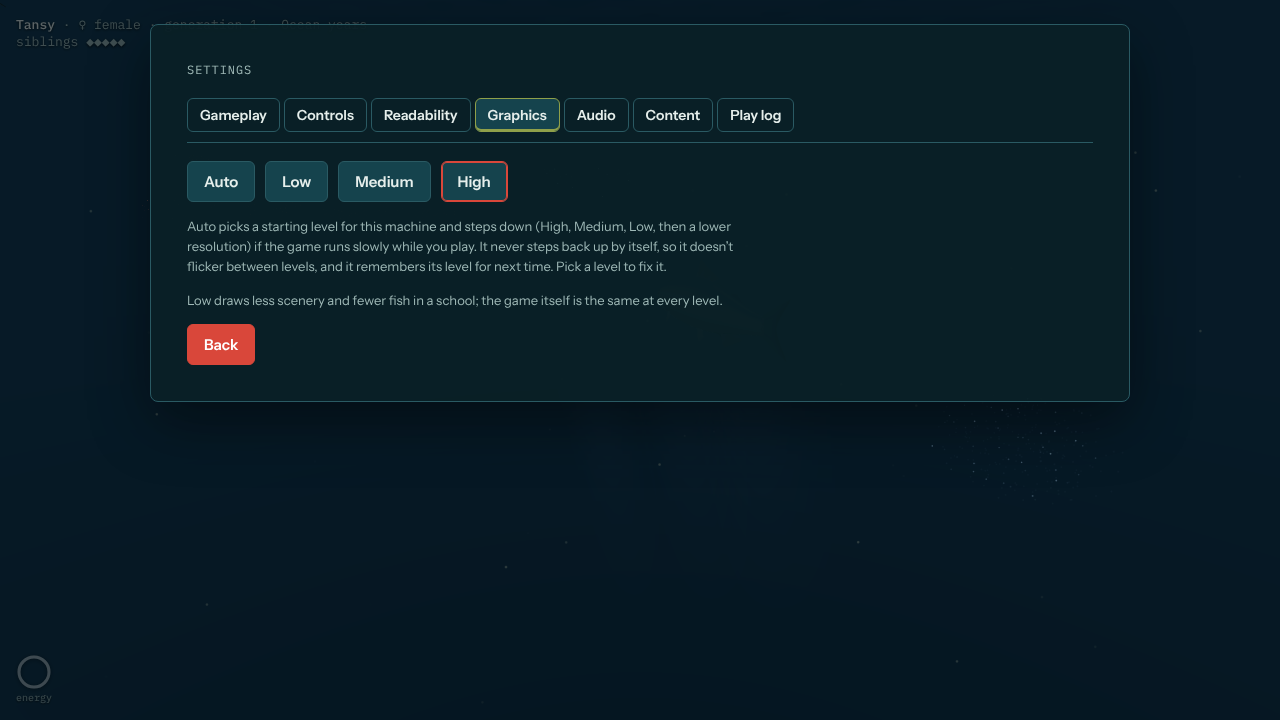 Tansy · ♀ female · generation 1
siblings ◆◆◆◆◆
SETTINGS
Gameplay Controls Readability Graphics Audio Content Play log
Auto Low Medium High
Auto picks a starting level for this machine and steps down (High, Medium, Low, then a lower
resolution) if the game runs slowly while you play. It never steps back up by itself, so it doesn't
flicker between levels, and it remembers its level for next time. Pick a level to fix it.
Low draws less scenery and fewer fish in a school; the game itself is the same at every level.
Back
energy